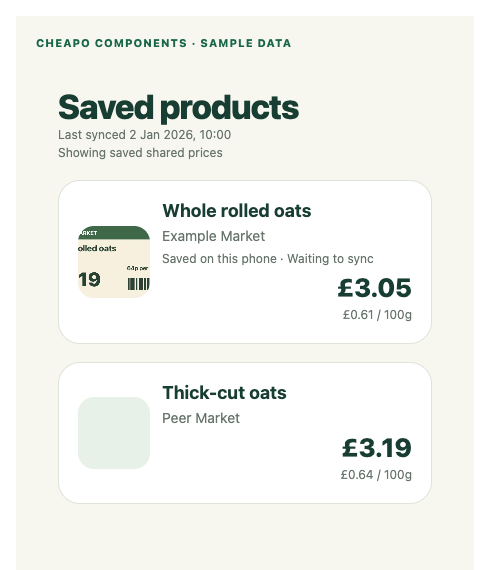 CHEAPO COMPONENTS · SAMPLE DATA
Saved products
Last synced 2 Jan 2026, 10:00
Showing saved shared prices
Whole rolled oats
Example Market
Saved on this phone · Waiting to sync
£3.05
£0.61 / 100g
olled oats
64p per
19
Thick-cut oats
Peer Market
£3.19
£0.64 / 100g